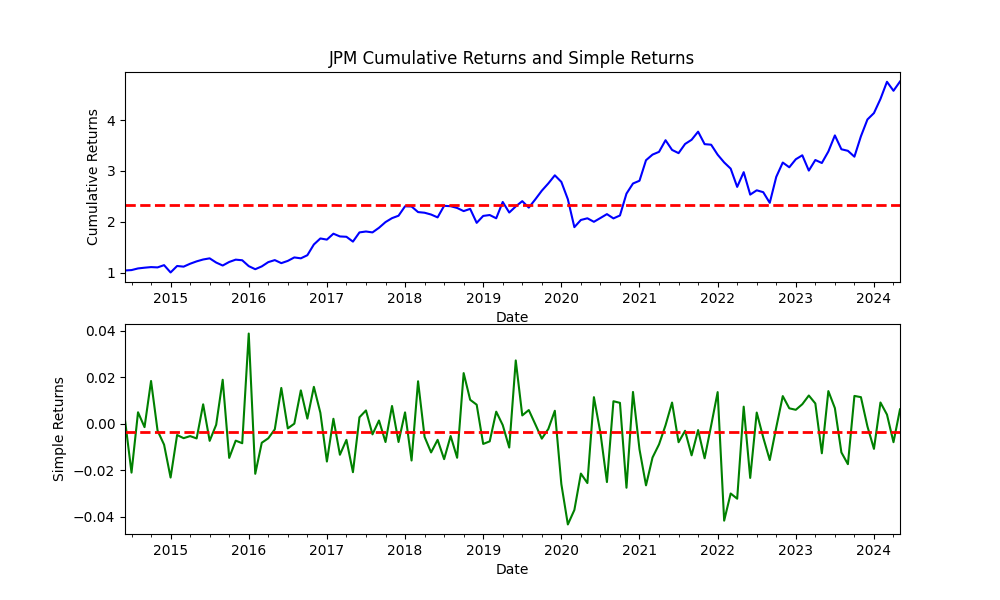 JPM Cumulative Returns and Simple Returns
Cumulative Returns
4
3
2
1
2015 2016 2017 2018 2019 2020 2021 2022 2023 2024
Date
Simple Returns
0.04
0.02
0.00
−0.02
−0.04
2015 2016 2017 2018 2019 2020 2021 2022 2023 2024
Date